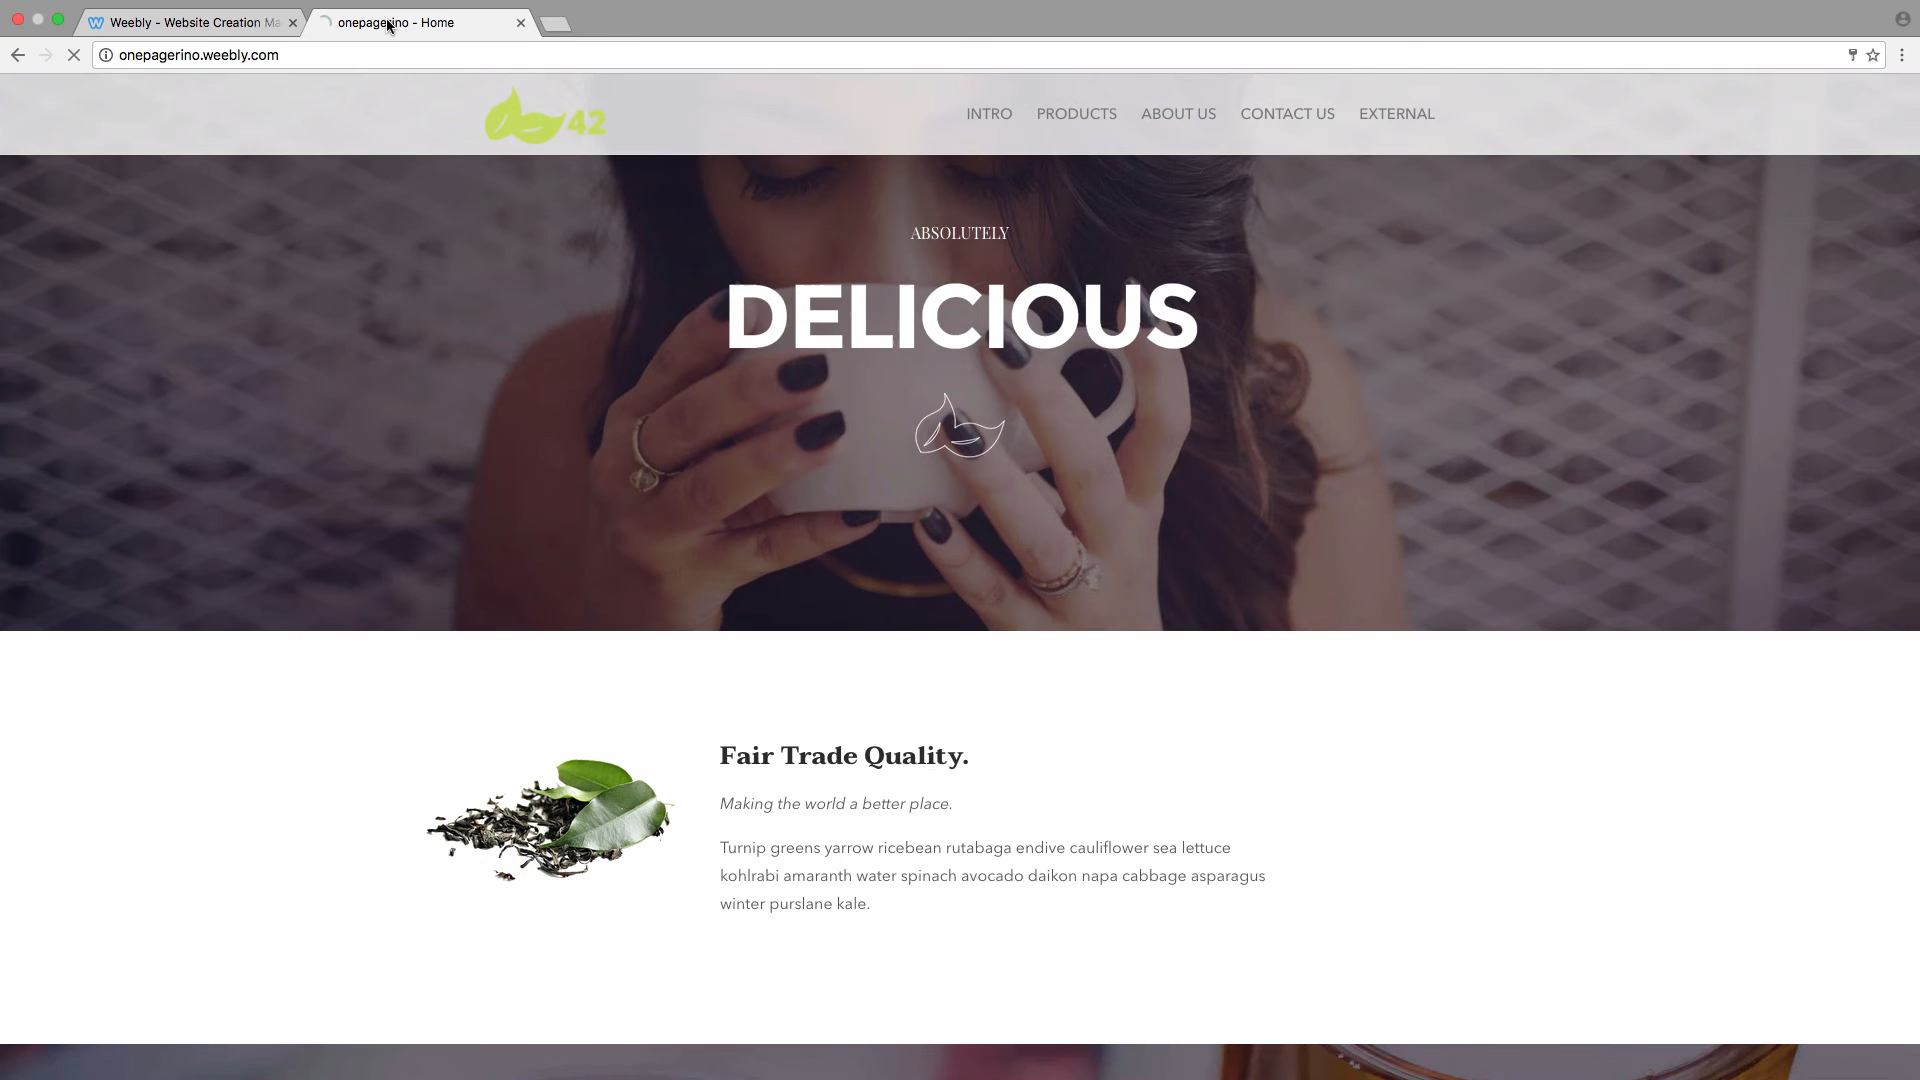 Weebly - Website Creation Ma
onepagerino - Home
onepagerino.weebly.com
42
INTRO PRODUCTS ABOUT US CONTACT US EXTERNAL
ABSOLUTELY
DELICIOUS
Fair Trade Quality.
Making the world a better place.
Turnip greens yarrow ricebean rutabaga endive cauliflower sea lettuce
kohlrabi amaranth water spinach avocado daikon napa cabbage asparagus
winter purslane kale.